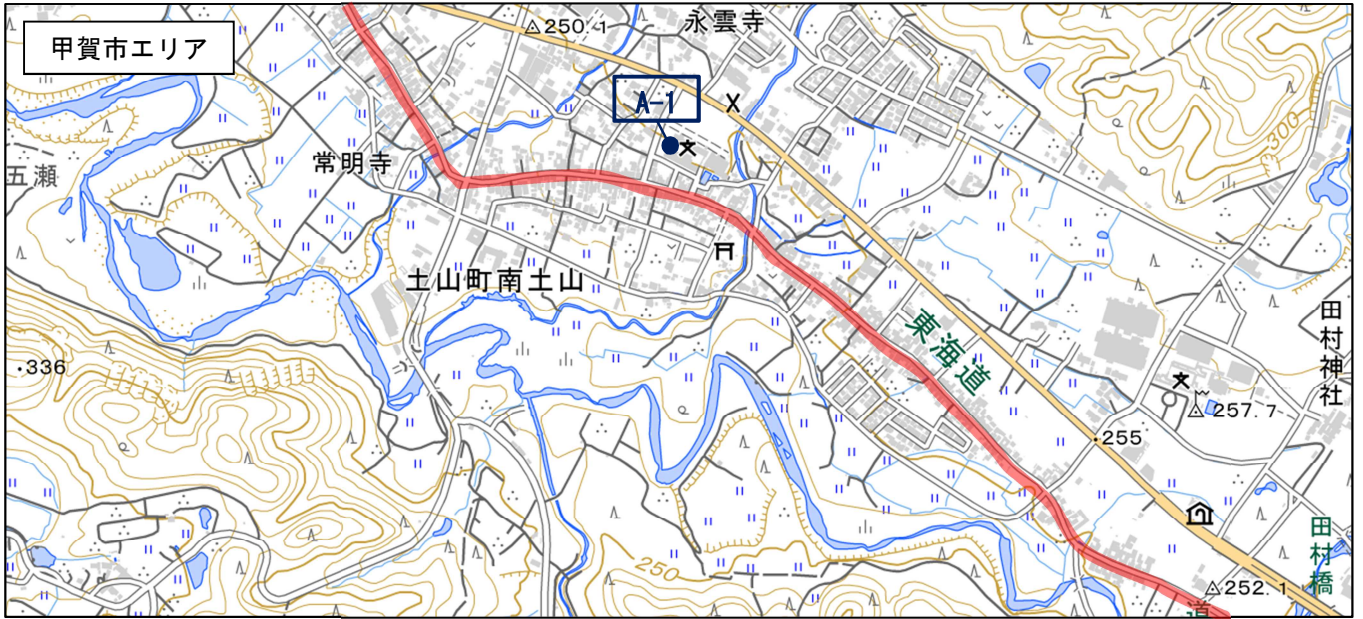 甲賀市エリア
250.1
永雲寺
A-1
300
五瀬
常明寺
土山町南土山
東海道
田村神社
336
257.7
255
250
田村橋
252.1
道